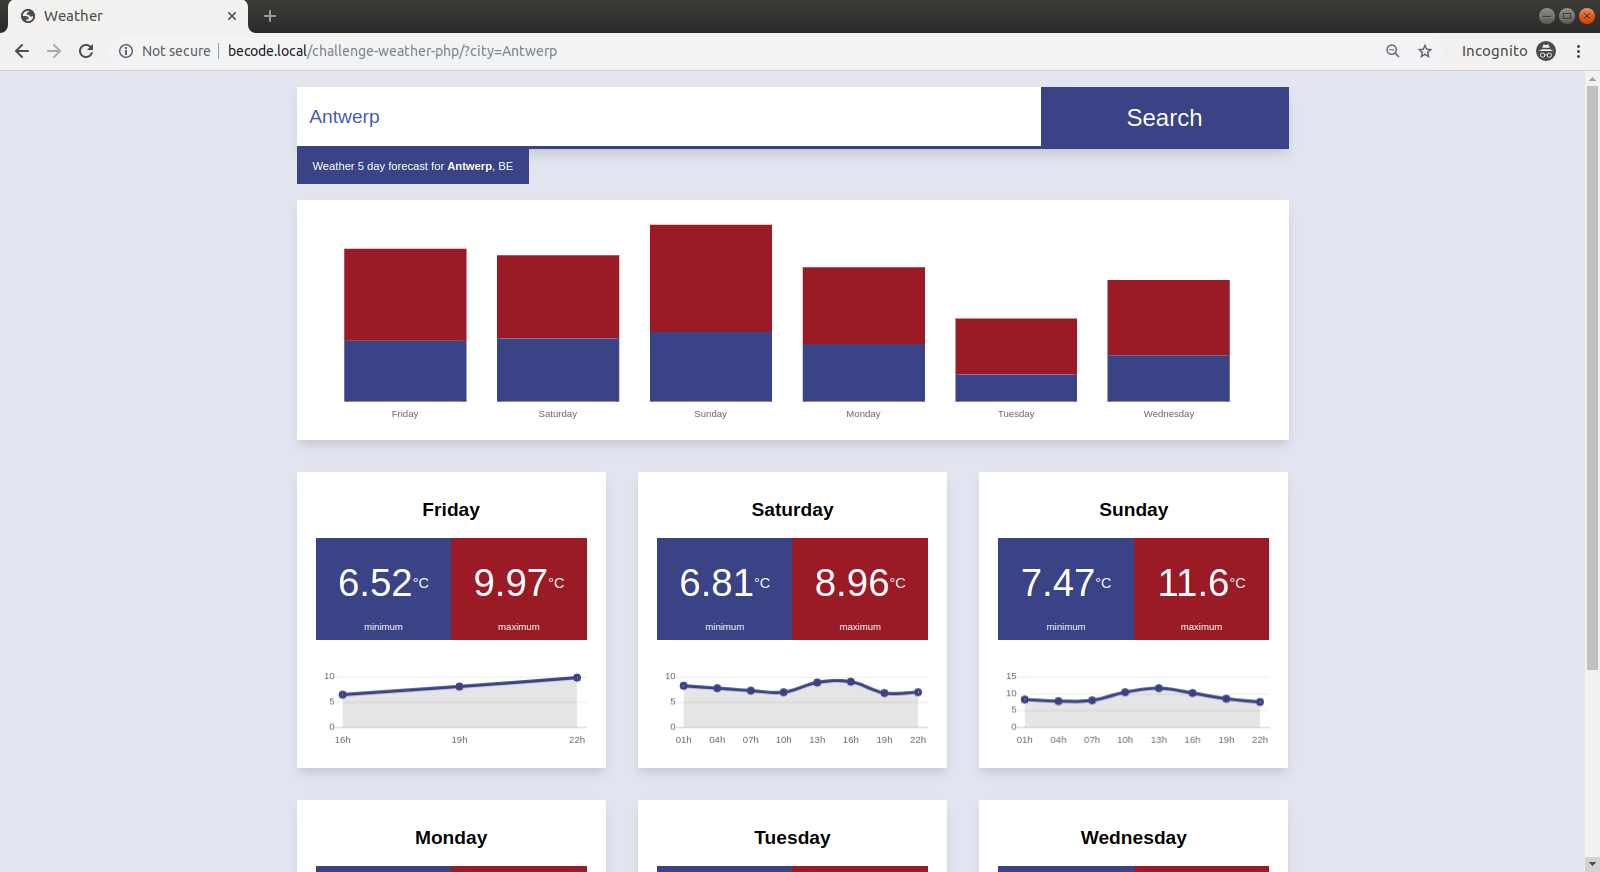 Weather
Not secure becode.local/challenge-weather-php/?city=Antwerp Incognito
Antwerp Search
Weather 5 day forecast for Antwerp, BE
Friday Saturday Sunday Monday Tuesday Wednesday
Friday
6.52°C 9.97°C
minimum maximum
10
5
0
16h 19h 22h
Saturday
6.81°C 8.96°C
minimum maximum
10
5
0
01h 04h 07h 10h 13h 16h 19h 22h
Sunday
7.47°C 11.6°C
minimum maximum
15
10
5
0
01h 04h 07h 10h 13h 16h 19h 22h
Monday
Tuesday
Wednesday